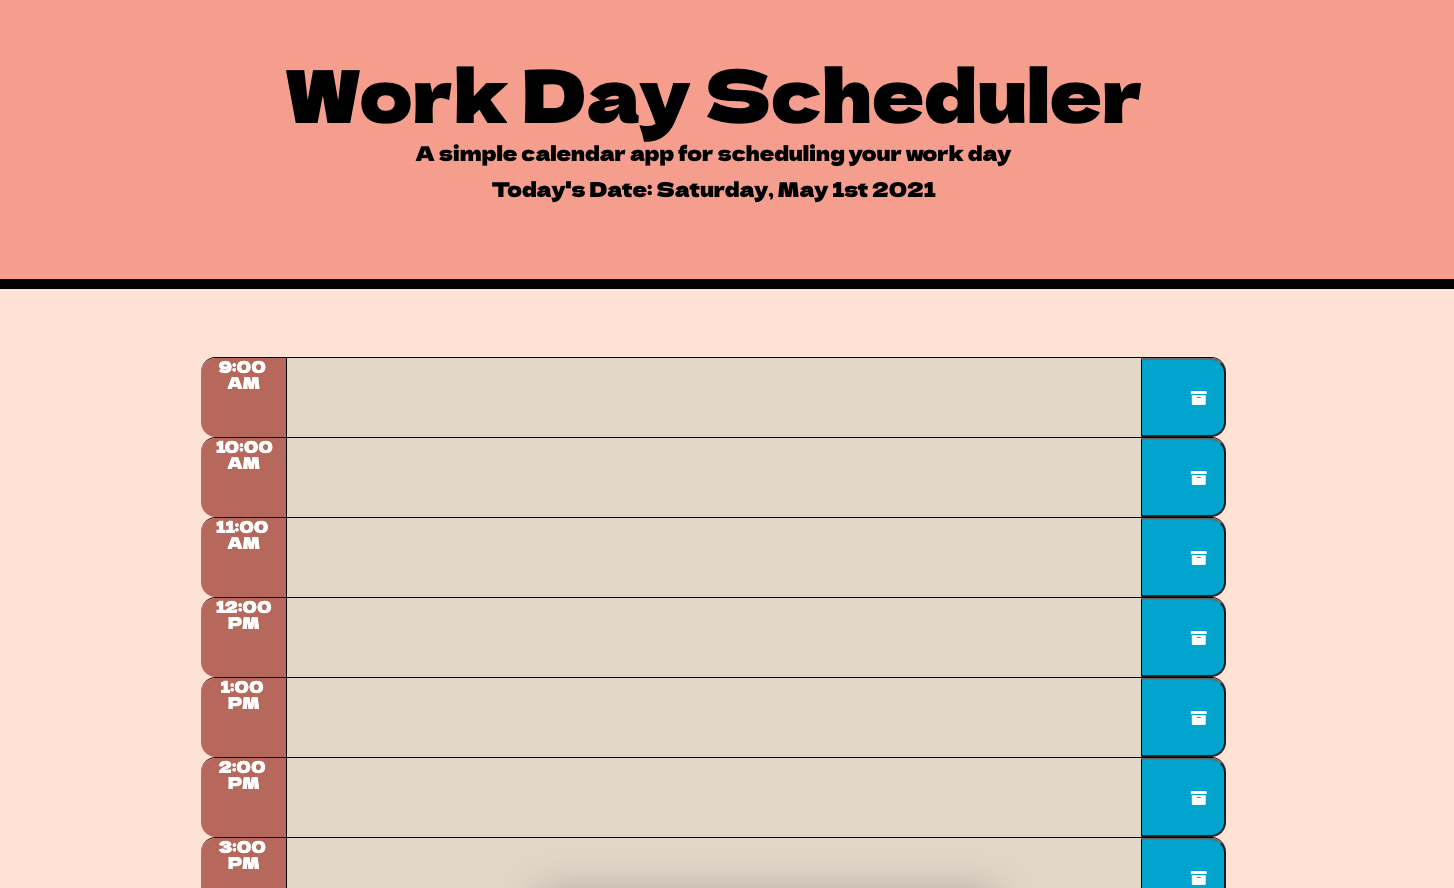 Work Day Scheduler
A simple calendar app for scheduling your work day
Today's Date: Saturday, May 1st 2021
9:00
AM
10:00
AM
11:00
AM
12:00
PM
1:00
PM
2:00
PM
3:00
PM